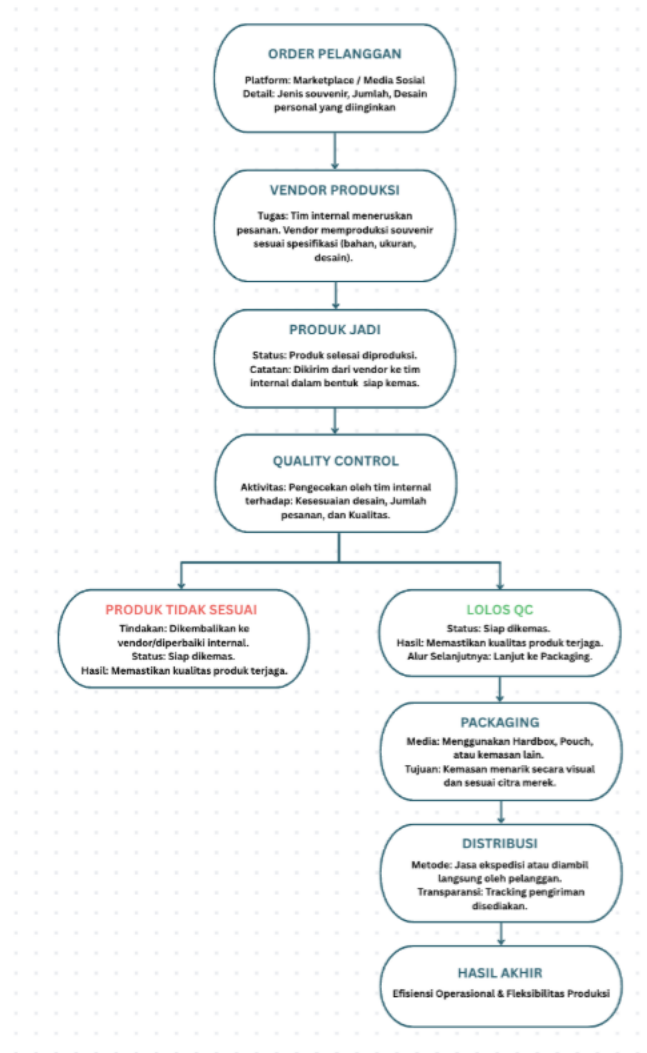 ORDER PELANGGAN
Platform: Marketplace / Media Sosial
Detail: Jenis souvenir, Jumlah, Desain
personal yang diinginkan
VENDOR PRODUKSI
Tugas: Tim internal meneruskan
pesanan. Vendor memproduksi souvenir
sesuai spesifikasi (bahan, ukuran,
desain).
PRODUK JADI
Status: Produk selesai diproduksi.
Catatan: Dikirim dari vendor ke tim
internal dalam bentuk siap kemas.
QUALITY CONTROL
Aktivitas: Pengecekan oleh tim internal
terhadap: Kesesuaian desain, Jumlah
pesanan, dan Kualitas.
PRODUK TIDAK SESUAI
Tindakan: Dikembalikan ke
vendor/diperbaiki internal.
Status: Siap dikemas.
Hasil: Memastikan kualitas produk terjaga.
LOLOS QC
Status: Siap dikemas.
Hasil: Memastikan kualitas produk terjaga.
Alur Selanjutnya: Lanjut ke Packaging.
PACKAGING
Media: Menggunakan Hardbox, Pouch,
atau kemasan lain.
Tujuan: Kemasan menarik secara visual
dan sesuai citra merek.
DISTRIBUSI
Metode: Jasa ekspedisi atau diambil
langsung oleh pelanggan.
Transparansi: Tracking pengiriman
disediakan.
HASIL AKHIR
Efisiensi Operasional & Fleksibilitas Produksi